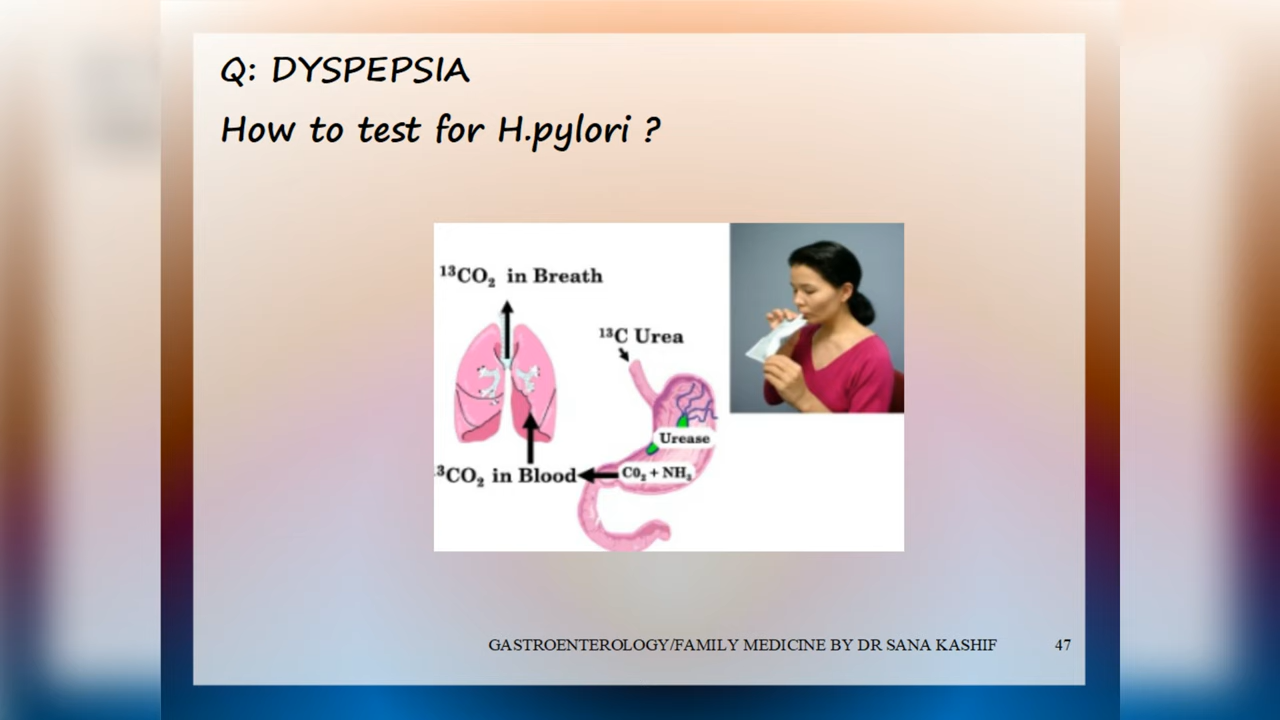 Q: DYSPEPSIA
How to test for H.pylori ?
¹³CO₂ in Breath
¹³C Urea
Urease
³CO₂ in Blood
C0₂ + NH₃
GASTROENTEROLOGY/FAMILY MEDICINE BY DR SANA KASHIF 47